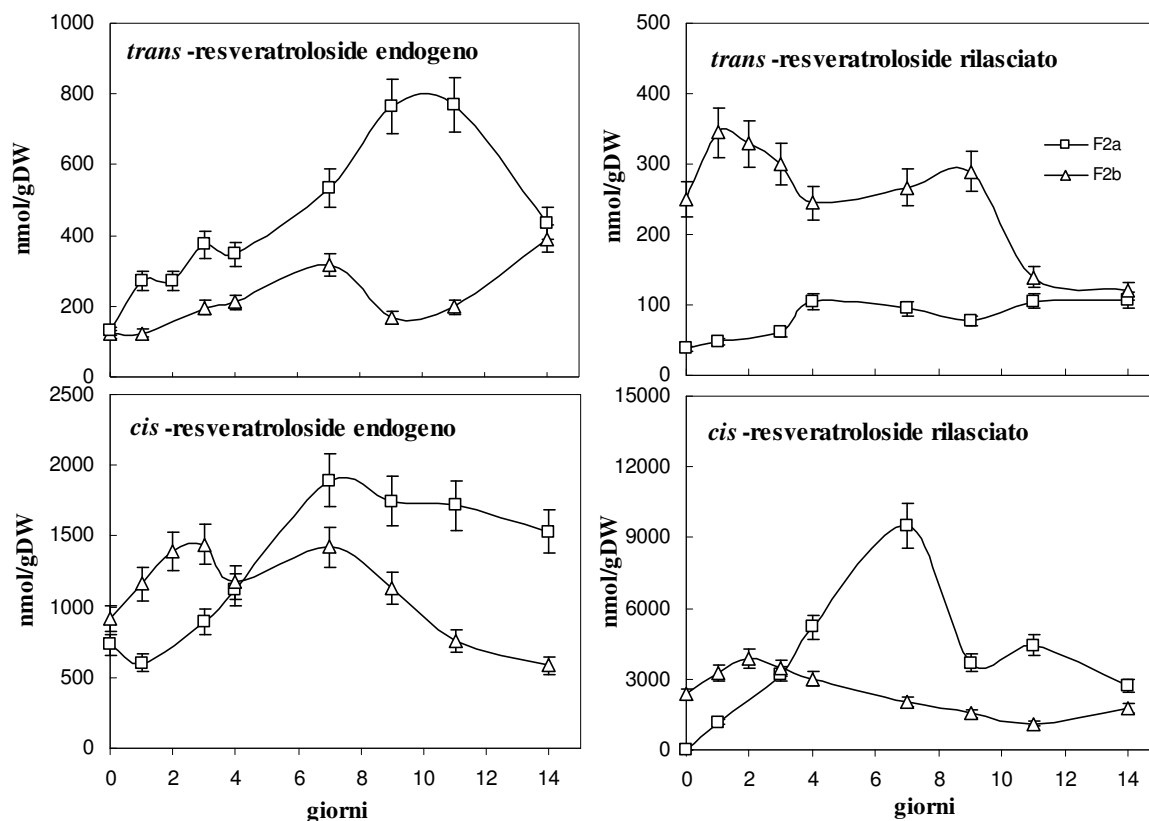 trans -resveratroloside endogeno
nmol/gDW
1000
800
600
400
200
0
trans -resveratroloside rilasciato
nmol/gDW
500
400
300
200
100
0
F2a
F2b
cis -resveratroloside endogeno
nmol/gDW
2500
2000
1500
1000
500
0
0 2 4 6 8 10 12 14
giorni
cis -resveratroloside rilasciato
nmol/gDW
15000
12000
9000
6000
3000
0
0 2 4 6 8 10 12 14
giorni